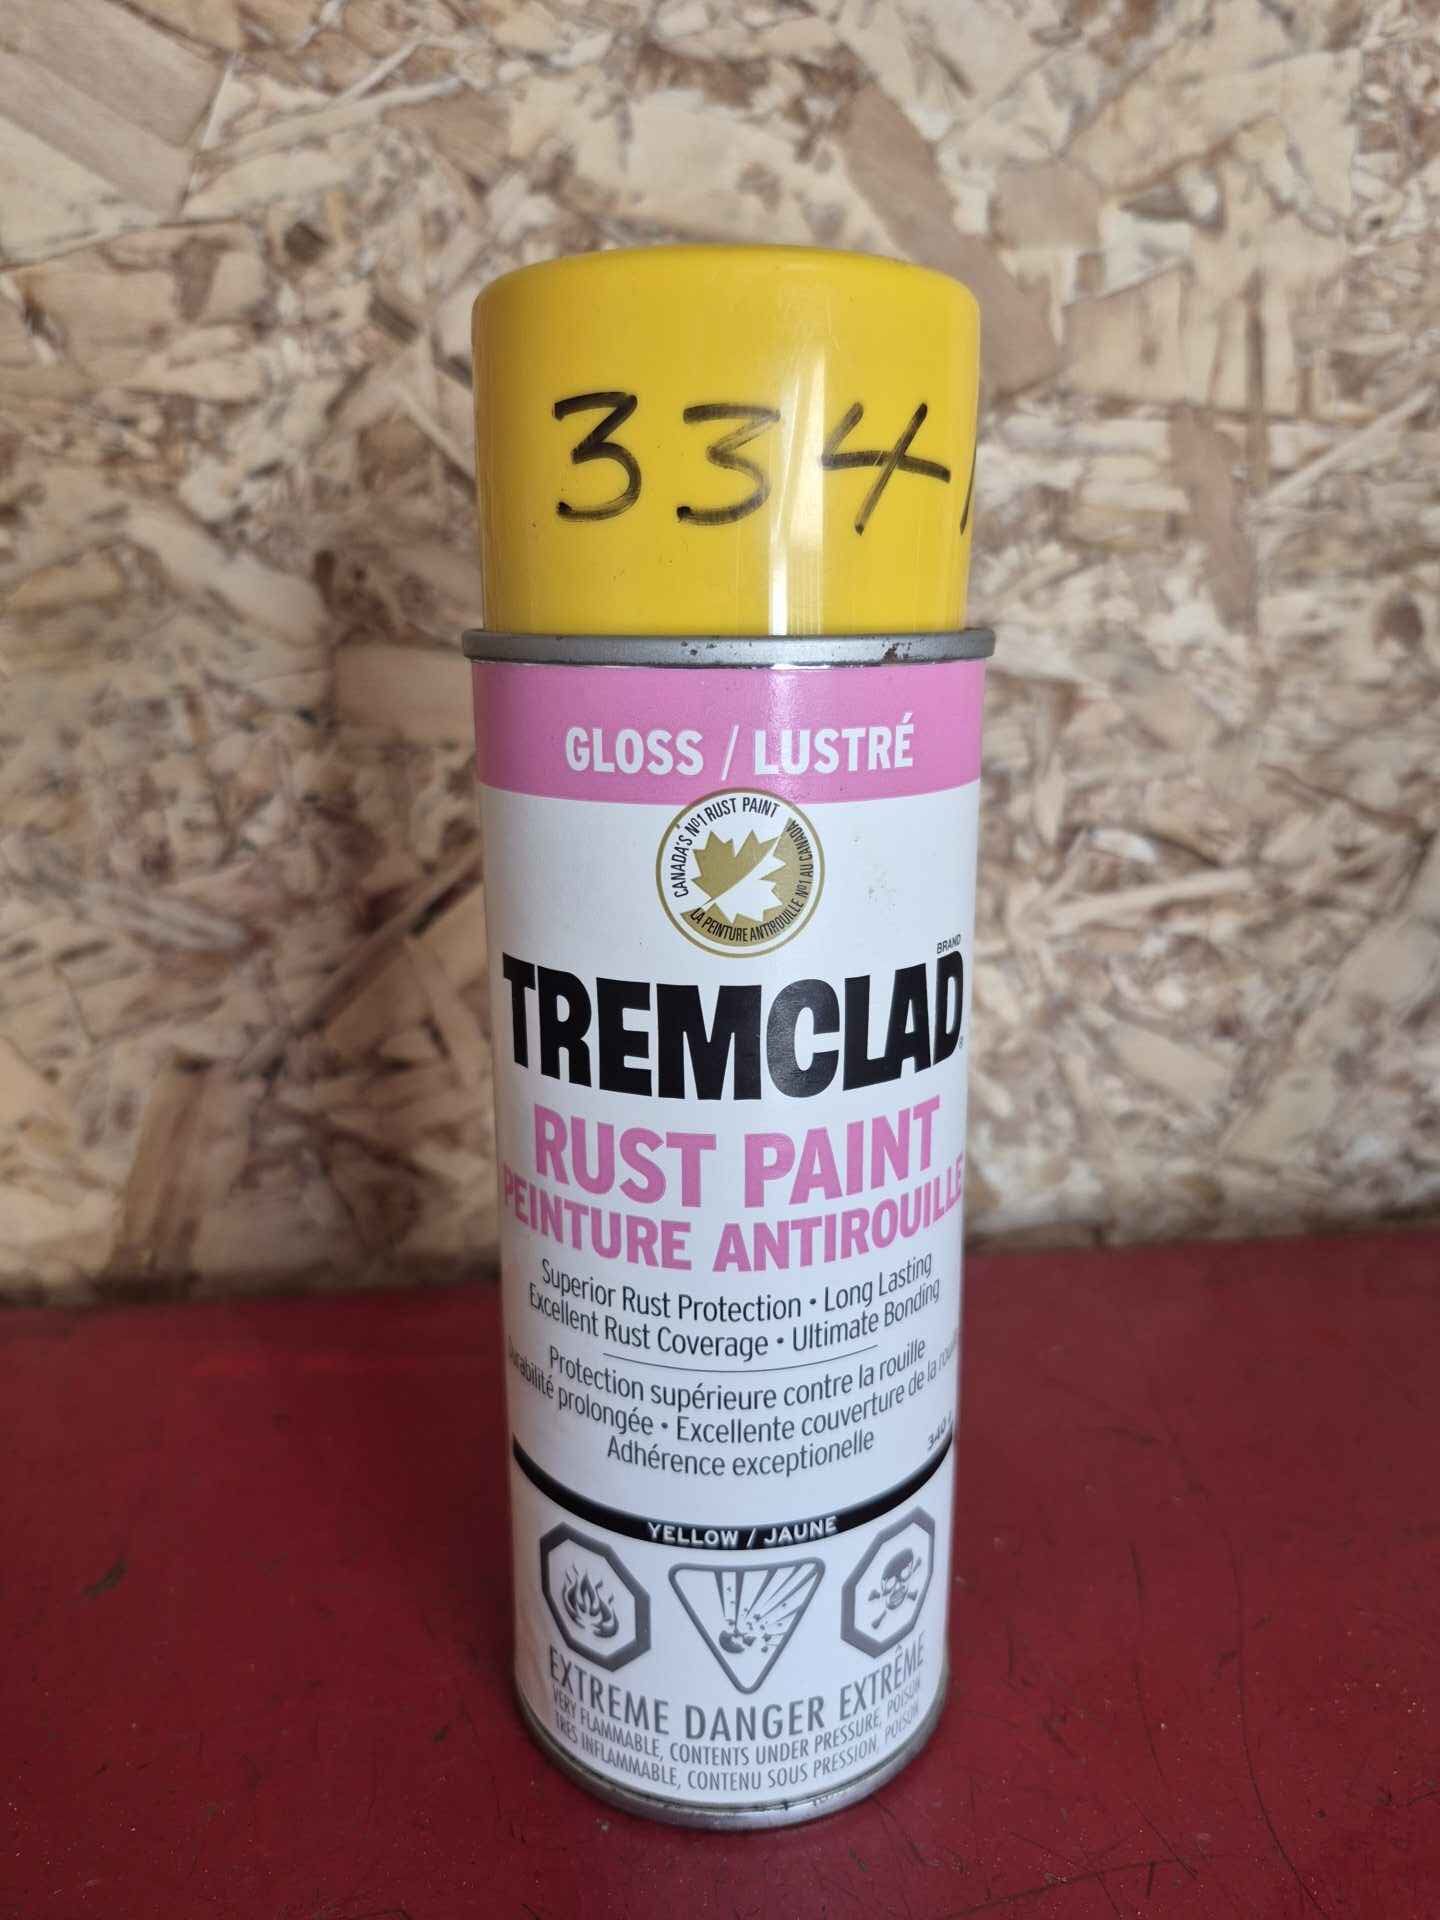 334
GLOSS / LUSTRÉ
CANADA'S Nº1 RUST PAINT
LA PEINTURE ANTIROUILLE Nº1 AU CANADA
BRAND
TREMCLAD®
RUST PAINT
PEINTURE ANTIROUILLE
Superior Rust Protection • Long Lasting
Excellent Rust Coverage • Ultimate Bonding
Protection supérieure contre la rouille
Durabilité prolongée • Excellente couverture de la
Adhérence exceptionelle
340 g
YELLOW / JAUNE
EXTREME DANGER EXTRÊME
VERY FLAMMABLE, CONTENTS UNDER PRESSURE, POISON
TRÈS INFLAMMABLE, CONTENU SOUS PRESSION, POISON